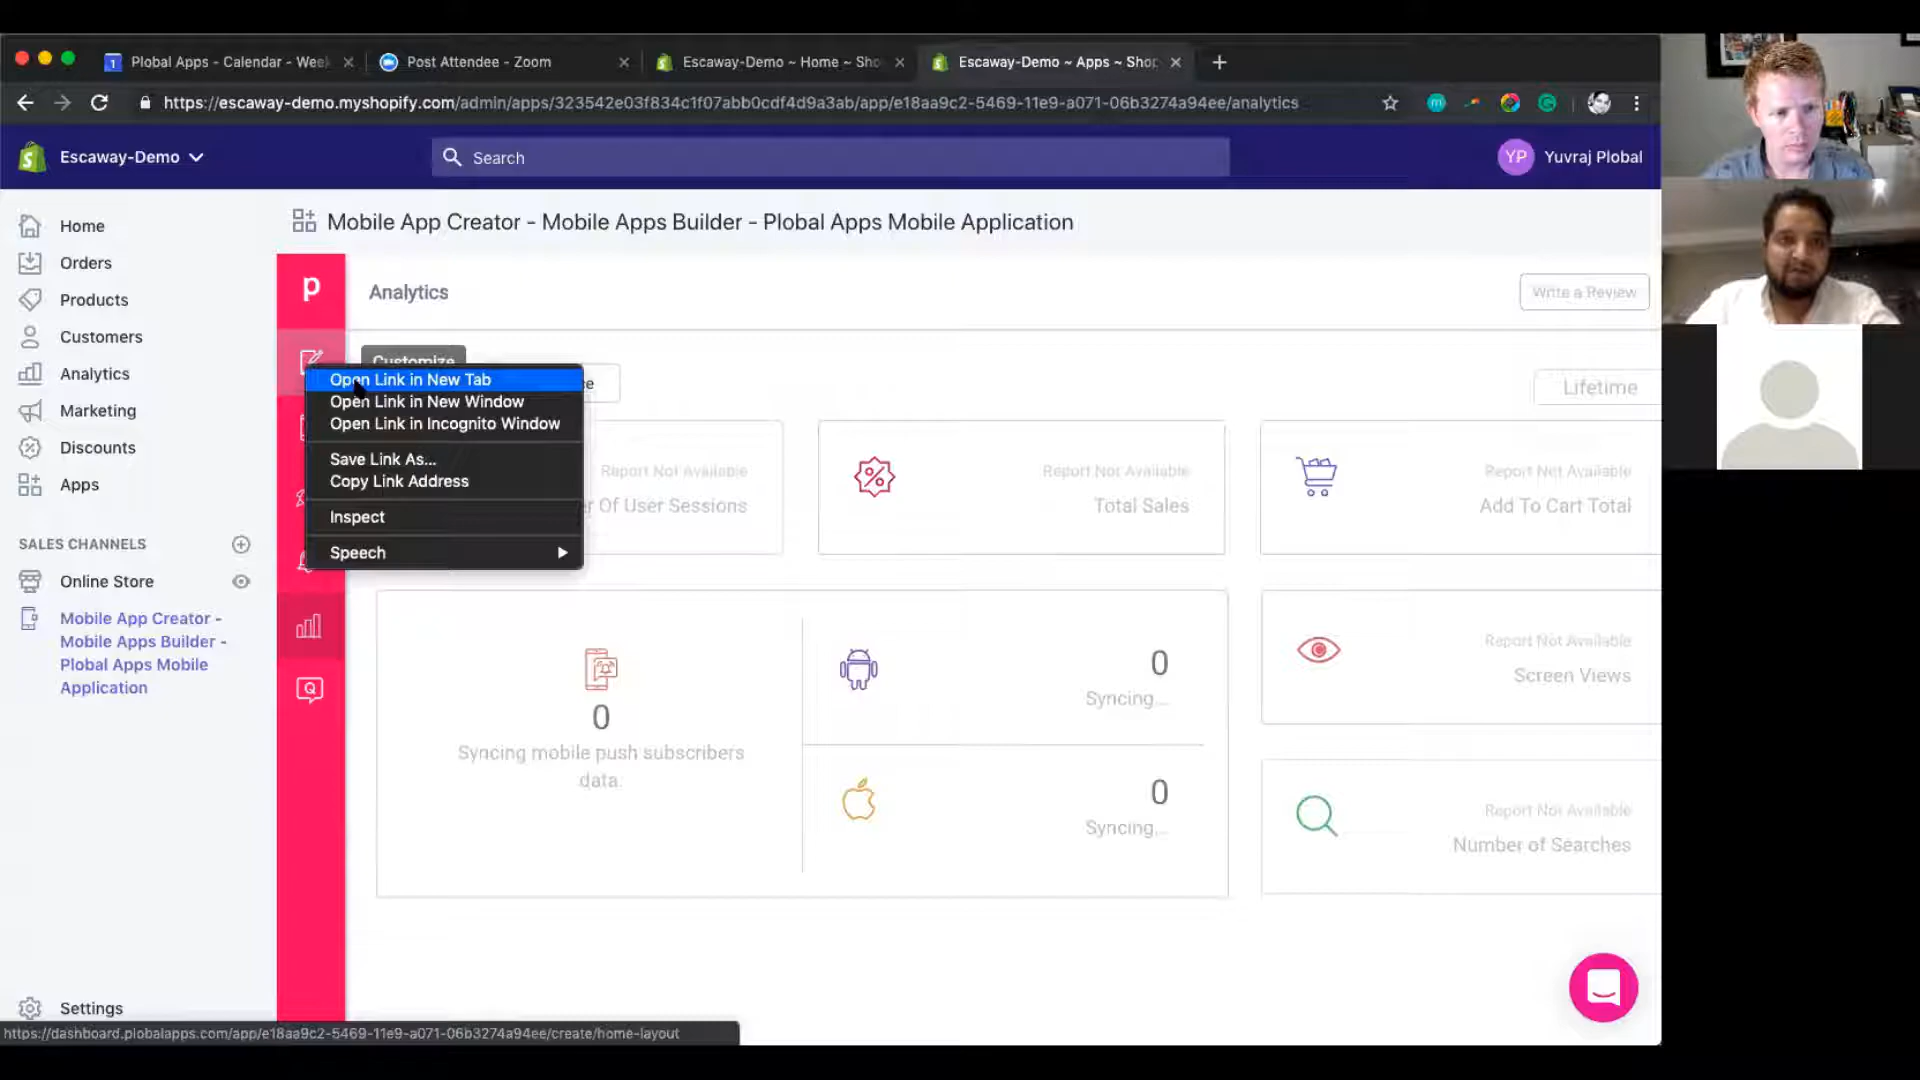 Plobal Apps - Calendar - Week
Post Attendee - Zoom
Escaway-Demo ~ Home ~ Sho
Escaway-Demo ~ Apps ~ Shop
https://escaway-demo.myshopify.com/admin/apps/323542e03f834c1f07abb0cdf4d9a3ab/app/e18aa9c2-5469-11e9-a071-06b3274a94ee/analytics
Escaway-Demo
Search
YP
Yuvraj Plobal
Home
Orders
Products
Customers
Analytics
Marketing
Discounts
Apps
SALES CHANNELS
Online Store
Mobile App Creator -
Mobile Apps Builder -
Plobal Apps Mobile
Application
Settings
Mobile App Creator - Mobile Apps Builder - Plobal Apps Mobile Application
p
Analytics
Write a Review
Customize
Open Link in New Tab
Open Link in New Window
Open Link in Incognito Window
Save Link As...
Copy Link Address
Inspect
Speech
Lifetime
Report Not Available
Of User Sessions
Report Not Available
Total Sales
Report Not Available
Add To Cart Total
0
Syncing mobile push subscribers
data.
0
Syncing...
0
Syncing...
Report Not Available
Screen Views
Report Not Available
Number of Searches
https://dashboard.plobalapps.com/app/e18aa9c2-5469-11e9-a071-06b3274a94ee/create/home-layout